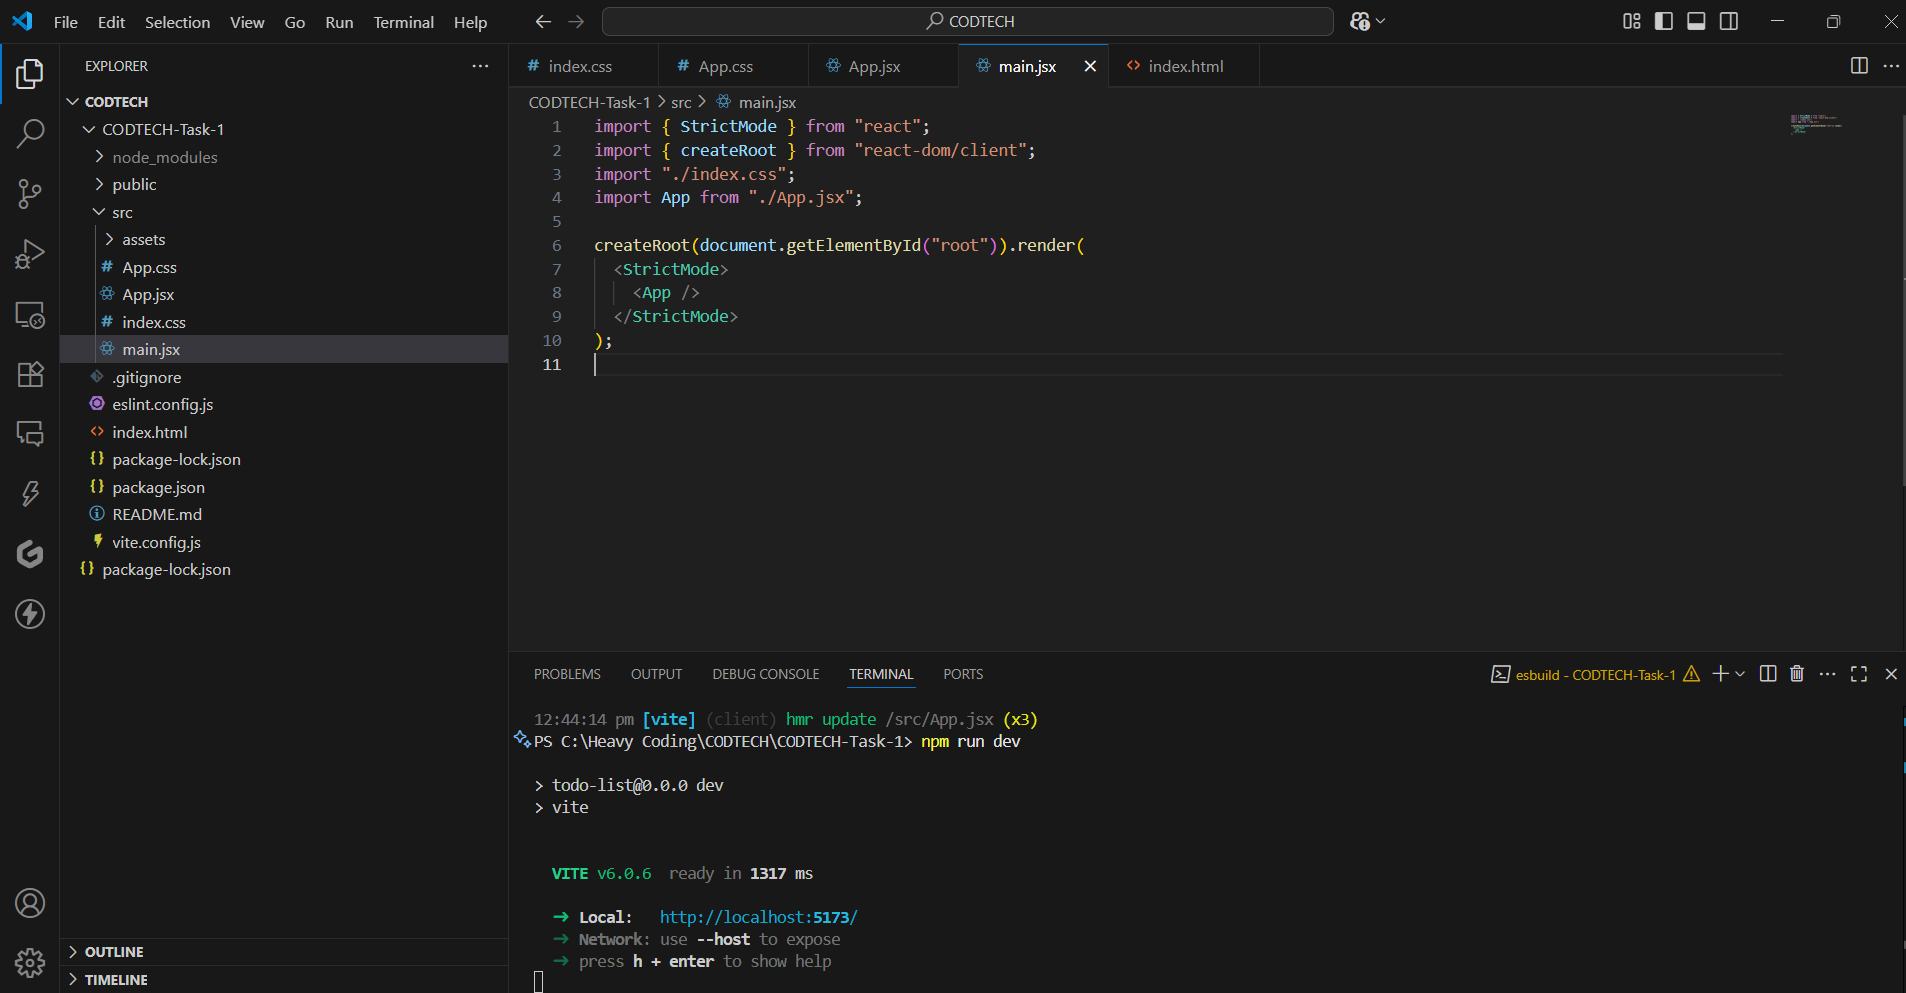 File Edit Selection View Go Run Terminal Help
CODTECH
EXPLORER
CODTECH
CODTECH-Task-1
node_modules
public
src
assets
App.css
App.jsx
index.css
main.jsx
.gitignore
eslint.config.js
index.html
package-lock.json
package.json
README.md
vite.config.js
package-lock.json
OUTLINE
TIMELINE
index.css App.css App.jsx main.jsx index.html
CODTECH-Task-1 > src > main.jsx
1 import { StrictMode } from "react";
2 import { createRoot } from "react-dom/client";
3 import "./index.css";
4 import App from "./App.jsx";
5
6 createRoot(document.getElementById("root")).render(
7 <StrictMode>
8 <App />
9 </StrictMode>
10 );
11
PROBLEMS OUTPUT DEBUG CONSOLE TERMINAL PORTS
esbuild - CODTECH-Task-1
12:44:14 pm [vite] (client) hmr update /src/App.jsx (x3)
PS C:\Heavy Coding\CODTECH\CODTECH-Task-1> npm run dev
> todo-list@0.0.0 dev
> vite
VITE v6.0.6 ready in 1317 ms
➜ Local: http://localhost:5173/
➜ Network: use --host to expose
➜ press h + enter to show help